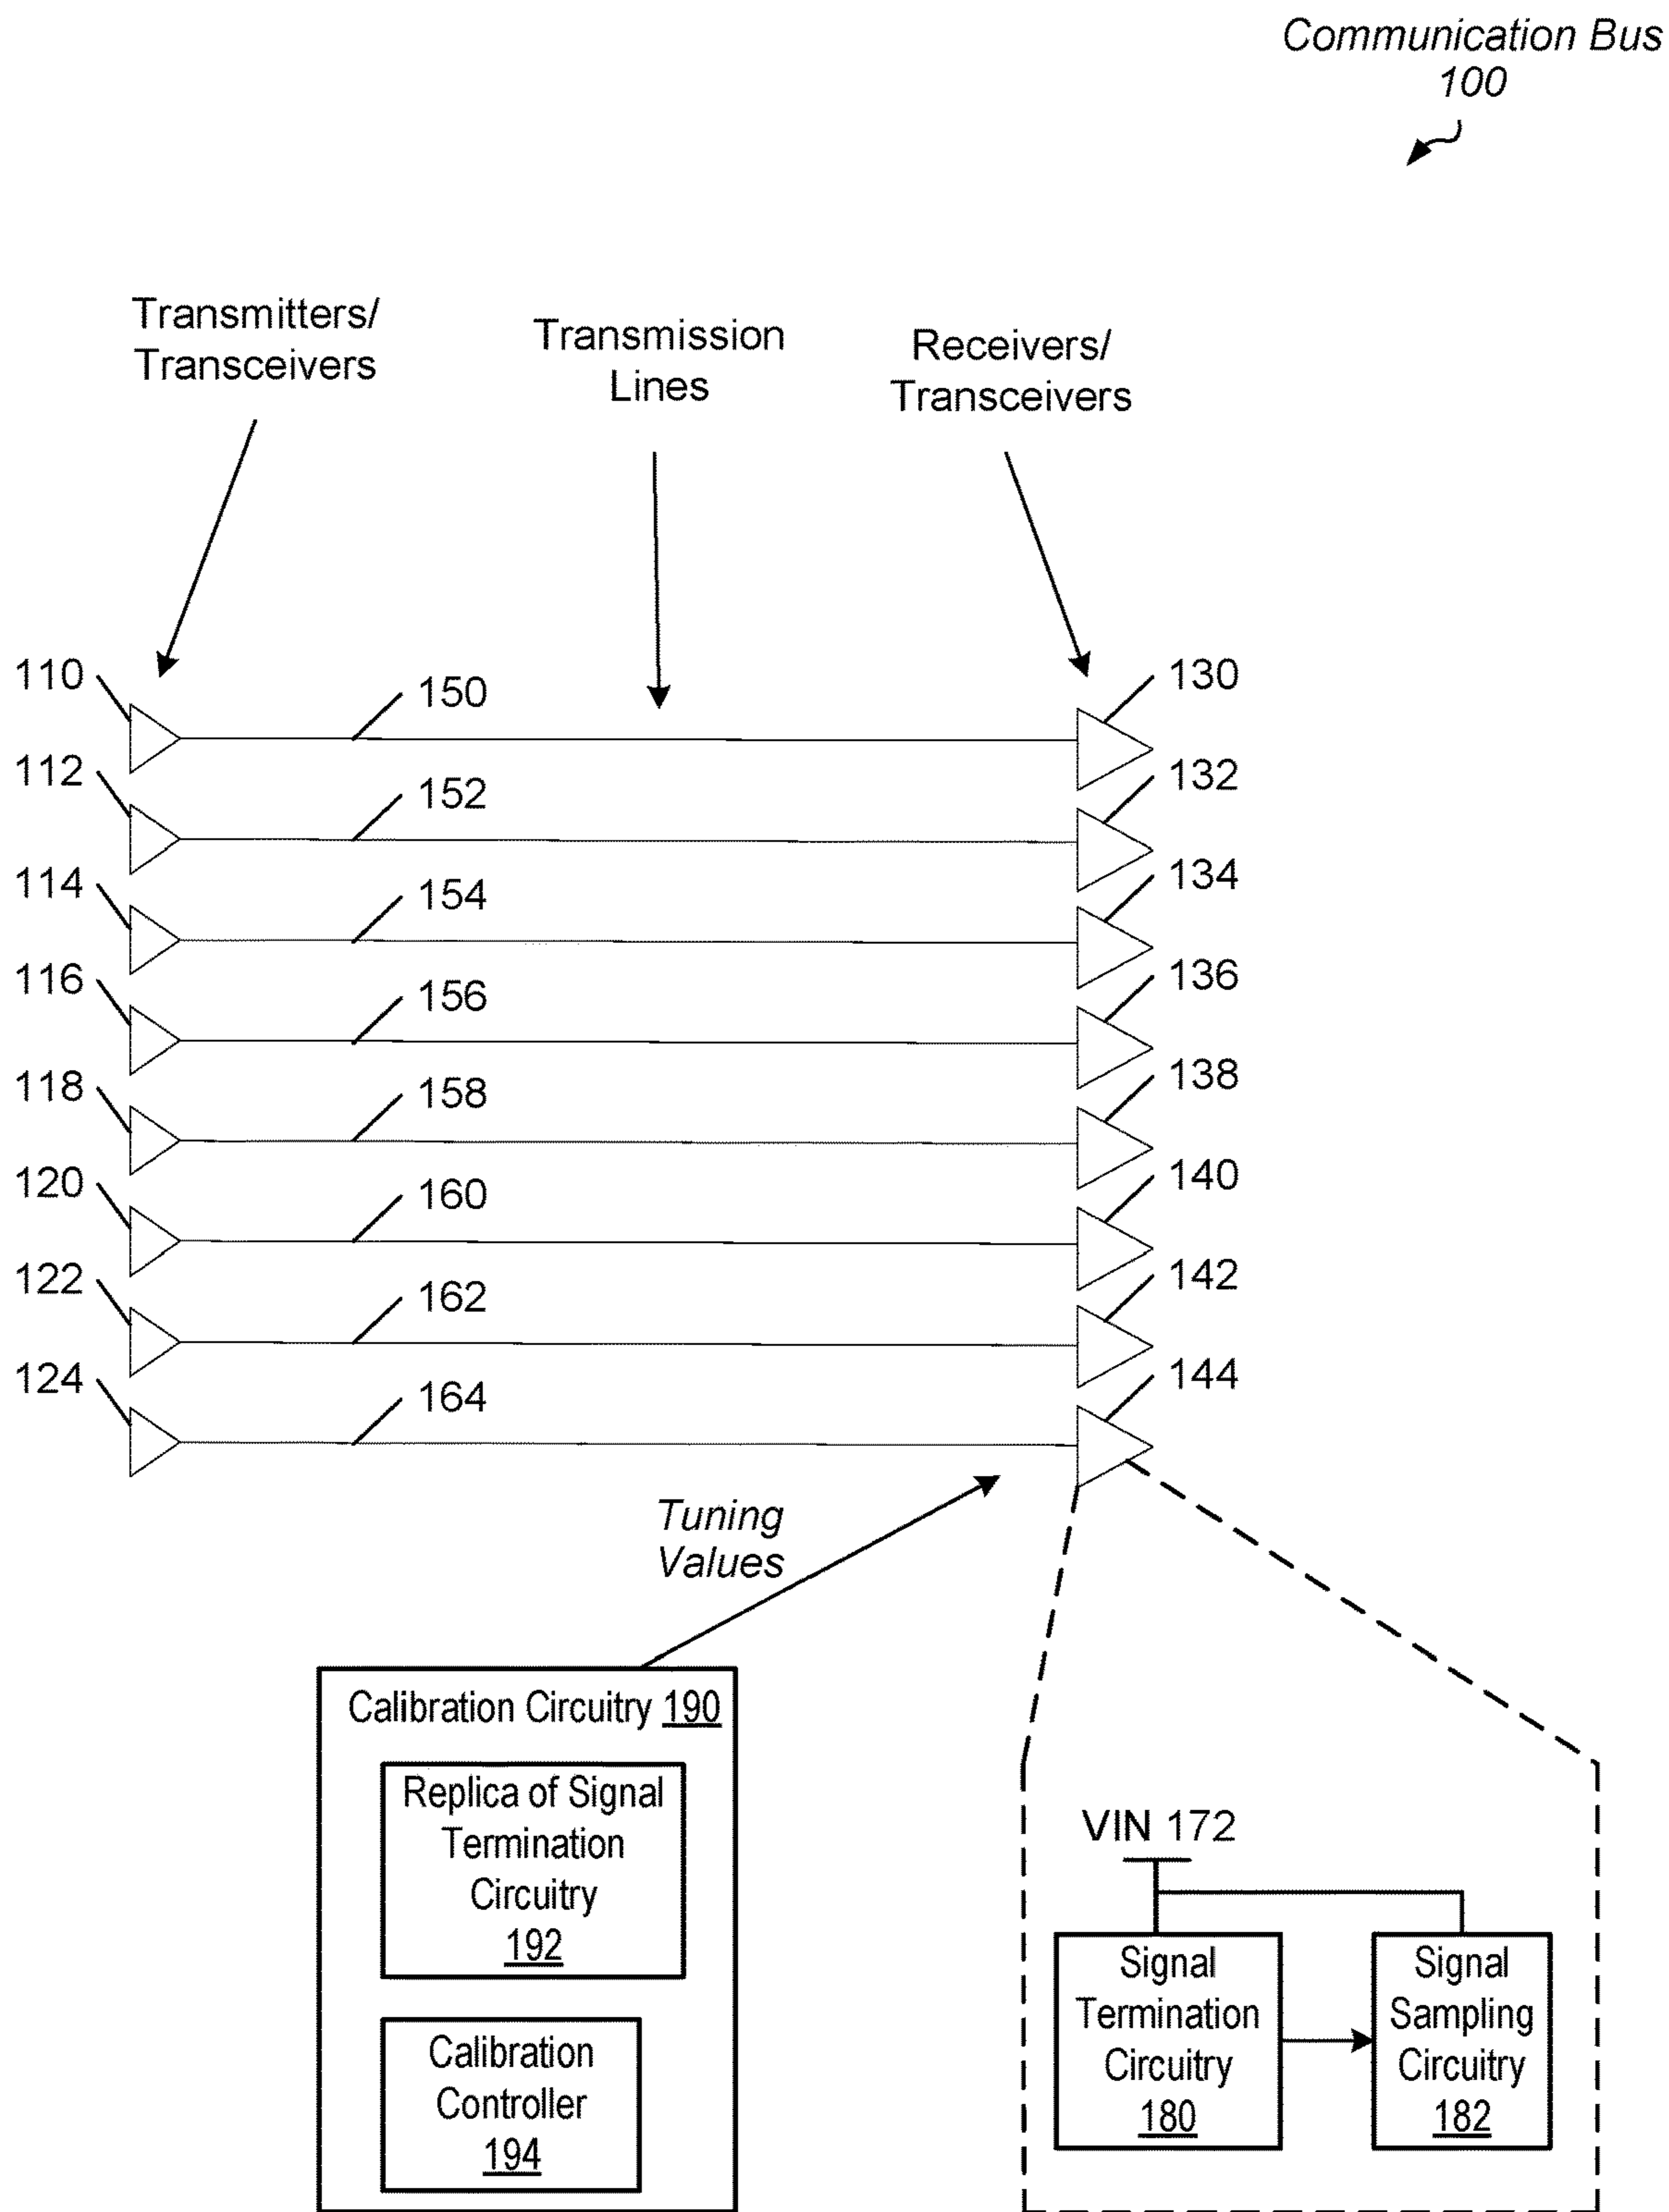 Communication Bus
100
Transmitters/
Transceivers
Transmission
Lines
Receivers/
Transceivers
110
150
130
112
152
132
114
154
134
116
156
136
118
158
138
120
160
140
122
162
142
124
164
144
Tuning
Values
Calibration Circuitry 190
Replica of Signal
Termination
Circuitry
192
Calibration
Controller
194
VIN 172
Signal
Termination
Circuitry
180
Signal
Sampling
Circuitry
182